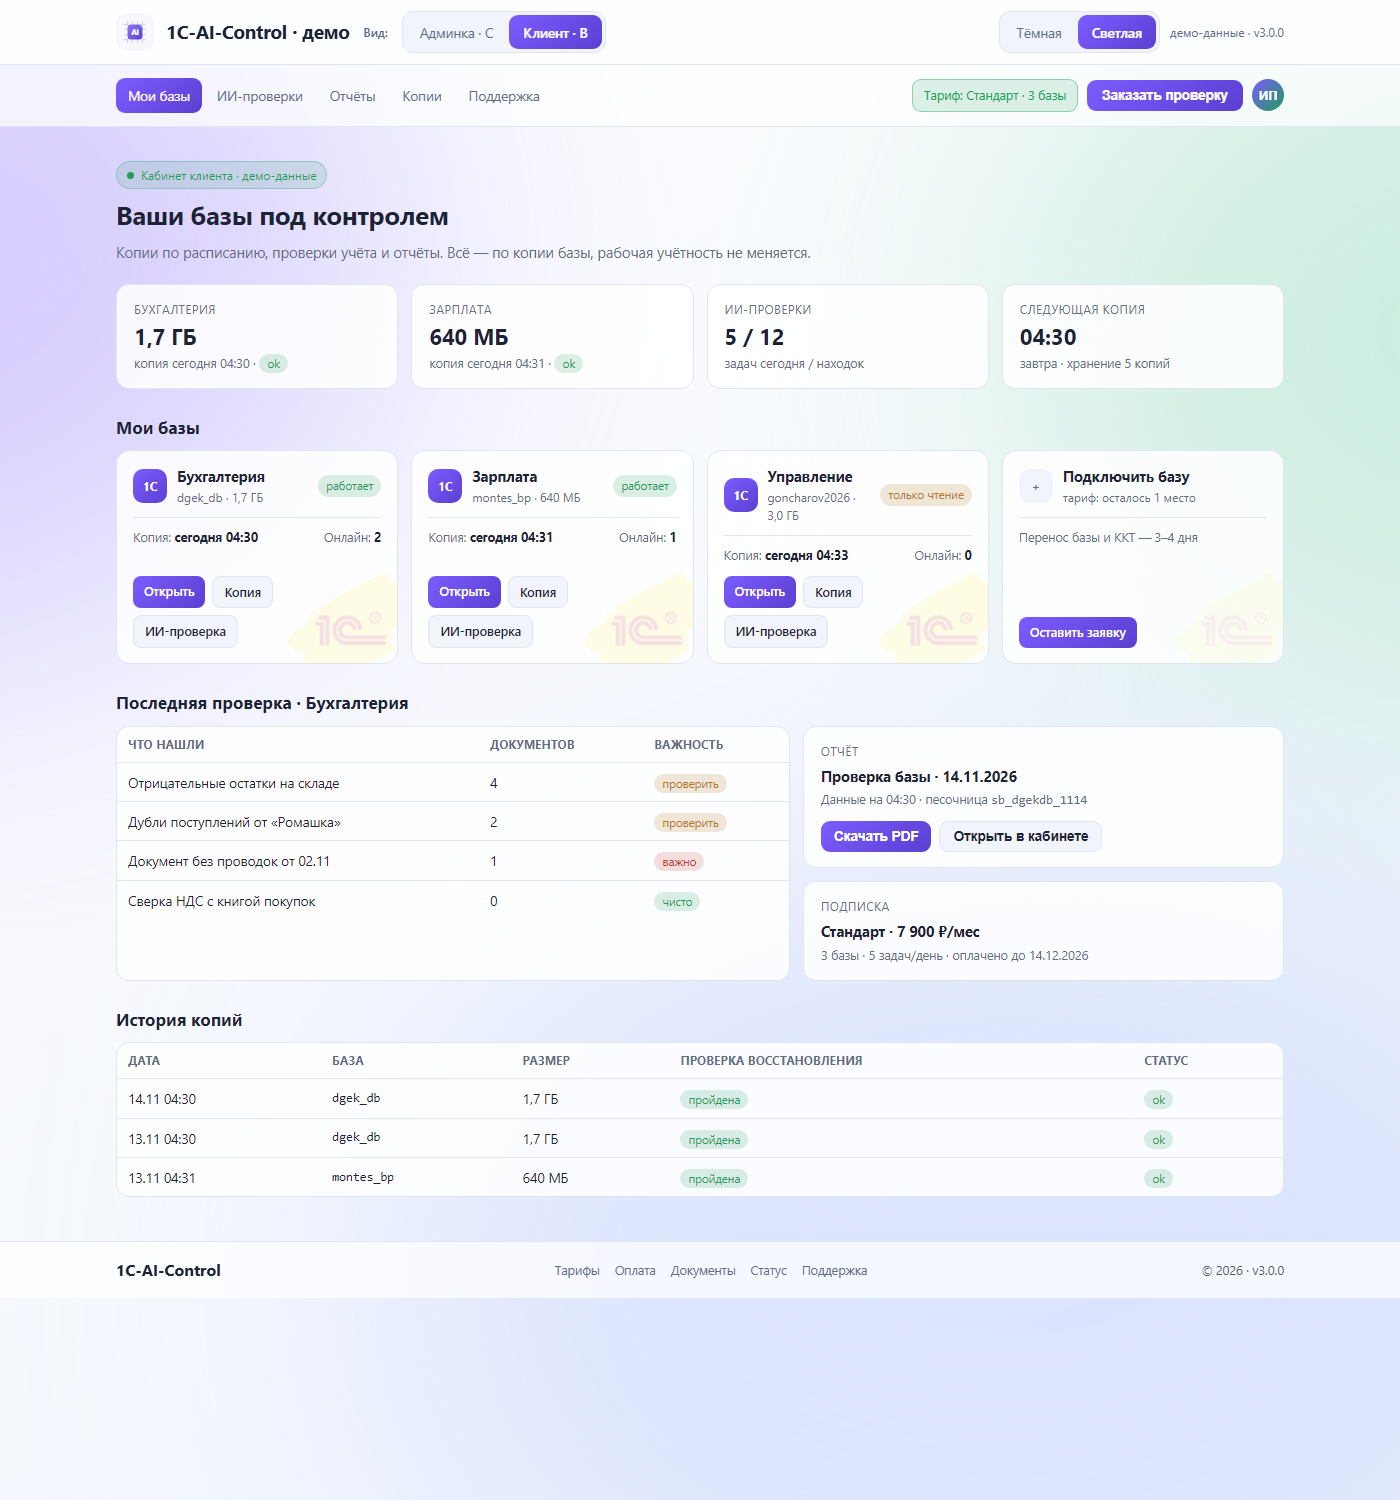 AI
1C-AI-Control · демо
Вид:
Админка · C
Клиент · B
Тёмная
Светлая
демо-данные · v3.0.0
Мои базы
ИИ-проверки
Отчёты
Копии
Поддержка
Тариф: Стандарт · 3 базы
Заказать проверку
ИП
Кабинет клиента · демо-данные
Ваши базы под контролем
Копии по расписанию, проверки учёта и отчёты. Всё — по копии базы, рабочая учётность не меняется.
БУХГАЛТЕРИЯ
1,7 ГБ
копия сегодня 04:30 · ok
ЗАРПЛАТА
640 МБ
копия сегодня 04:31 · ok
ИИ-ПРОВЕРКИ
5 / 12
задач сегодня / находок
СЛЕДУЮЩАЯ КОПИЯ
04:30
завтра · хранение 5 копий
Мои базы
1С
Бухгалтерия
dgek_db · 1,7 ГБ
работает
Копия: сегодня 04:30
Онлайн: 2
Открыть
Копия
ИИ-проверка
1C®
1С
Зарплата
montes_bp · 640 МБ
работает
Копия: сегодня 04:31
Онлайн: 1
Открыть
Копия
ИИ-проверка
1C®
1С
Управление
goncharov2026 ·
3,0 ГБ
только чтение
Копия: сегодня 04:33
Онлайн: 0
Открыть
Копия
ИИ-проверка
1C®
+
Подключить базу
тариф: осталось 1 место
Перенос базы и ККТ — 3–4 дня
Оставить заявку
1C®
Последняя проверка · Бухгалтерия
ЧТО НАШЛИ
ДОКУМЕНТОВ
ВАЖНОСТЬ
Отрицательные остатки на складе
4
проверить
Дубли поступлений от «Ромашка»
2
проверить
Документ без проводок от 02.11
1
важно
Сверка НДС с книгой покупок
0
чисто
ОТЧЁТ
Проверка базы · 14.11.2026
Данные на 04:30 · песочница sb_dgekdb_1114
Скачать PDF
Открыть в кабинете
ПОДПИСКА
Стандарт · 7 900 ₽/мес
3 базы · 5 задач/день · оплачено до 14.12.2026
История копий
ДАТА
БАЗА
РАЗМЕР
ПРОВЕРКА ВОССТАНОВЛЕНИЯ
СТАТУС
14.11 04:30
dgek_db
1,7 ГБ
пройдена
ok
13.11 04:30
dgek_db
1,7 ГБ
пройдена
ok
13.11 04:31
montes_bp
640 МБ
пройдена
ok
1C-AI-Control
Тарифы
Оплата
Документы
Статус
Поддержка
© 2026 · v3.0.0